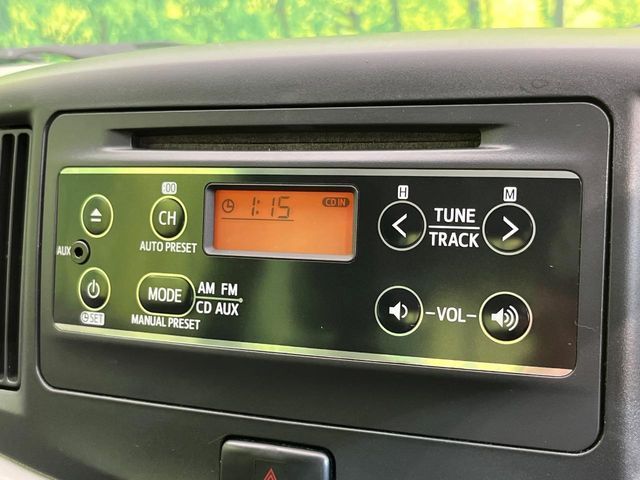 :00
H
M
1:15
CD IN
CH
AUTO PRESET
TUNE
TRACK
AUX
MODE
AM FM
CD AUX
MANUAL PRESET
SET
-VOL-